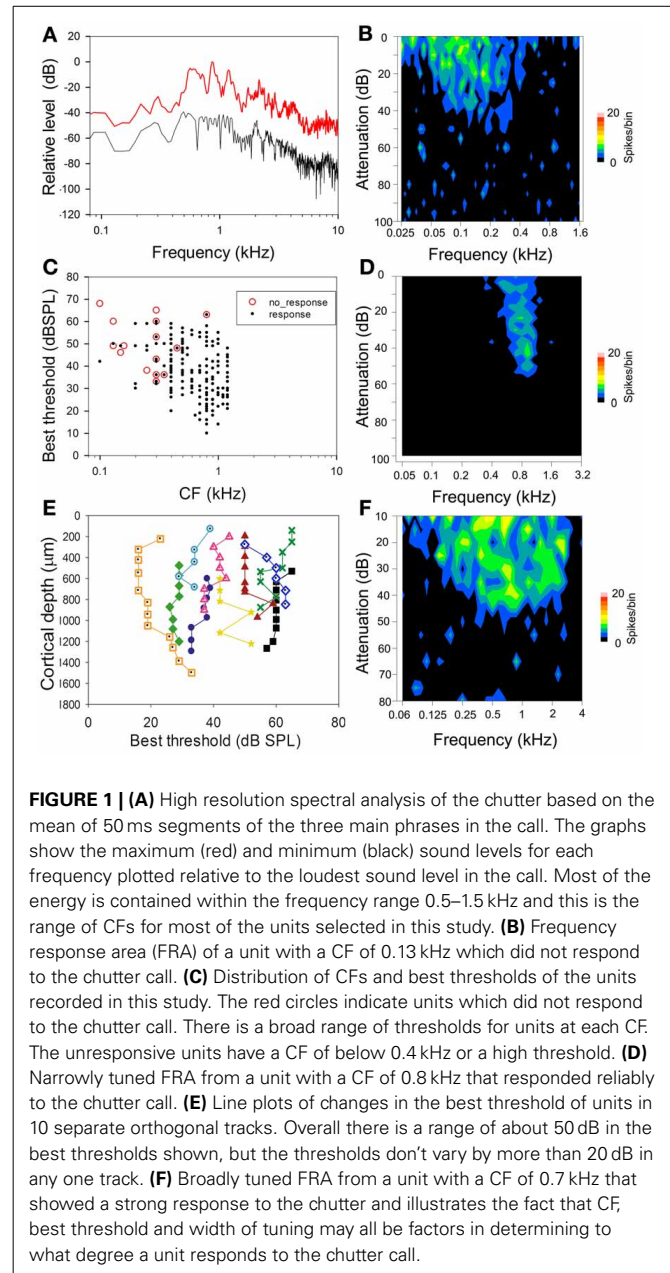 A
20
0
-20
-40
-60
-80
-100
-120
Relative level (dB)
0.1
1
10
Frequency (kHz)
B
0
20
40
60
80
100
Attenuation (dB)
0.025
0.05
0.1
0.2
0.4
0.8
1.6
Frequency (kHz)
20
0
Spikes/bin
C
80
70
60
50
40
30
20
10
0
Best threshold (dBSPL)
no_response
response
0.1
1
10
CF (kHz)
D
0
20
40
60
80
100
Attenuation (dB)
0.05
0.1
0.2
0.4
0.8
1.6
3.2
Frequency (kHz)
20
0
Spikes/bin
E
0
200
400
600
800
1000
1200
1400
1600
1800
Cortical depth (μm)
0
20
40
60
80
Best threshold (dB SPL)
F
10
20
30
40
50
60
70
80
Attenuation (dB)
0.06
0.125
0.25
0.5
1
2
4
Frequency (kHz)
20
0
Spikes/bin
FIGURE 1 | (A) High resolution spectral analysis of the chutter based on the
mean of 50 ms segments of the three main phrases in the call. The graphs
show the maximum (red) and minimum (black) sound levels for each
frequency plotted relative to the loudest sound level in the call. Most of the
energy is contained within the frequency range 0.5–1.5 kHz and this is the
range of CFs for most of the units selected in this study. (B) Frequency
response area (FRA) of a unit with a CF of 0.13 kHz which did not respond
to the chutter call. (C) Distribution of CFs and best thresholds of the units
recorded in this study. The red circles indicate units which did not respond
to the chutter call. There is a broad range of thresholds for units at each CF.
The unresponsive units have a CF of below 0.4 kHz or a high threshold. (D)
Narrowly tuned FRA from a unit with a CF of 0.8 kHz that responded reliably
to the chutter call. (E) Line plots of changes in the best threshold of units in
10 separate orthogonal tracks. Overall there is a range of about 50 dB in the
best thresholds shown, but the thresholds don't vary by more than 20 dB in
any one track. (F) Broadly tuned FRA from a unit with a CF of 0.7 kHz that
showed a strong response to the chutter and illustrates the fact that CF,
best threshold and width of tuning may all be factors in determining to
what degree a unit responds to the chutter call.